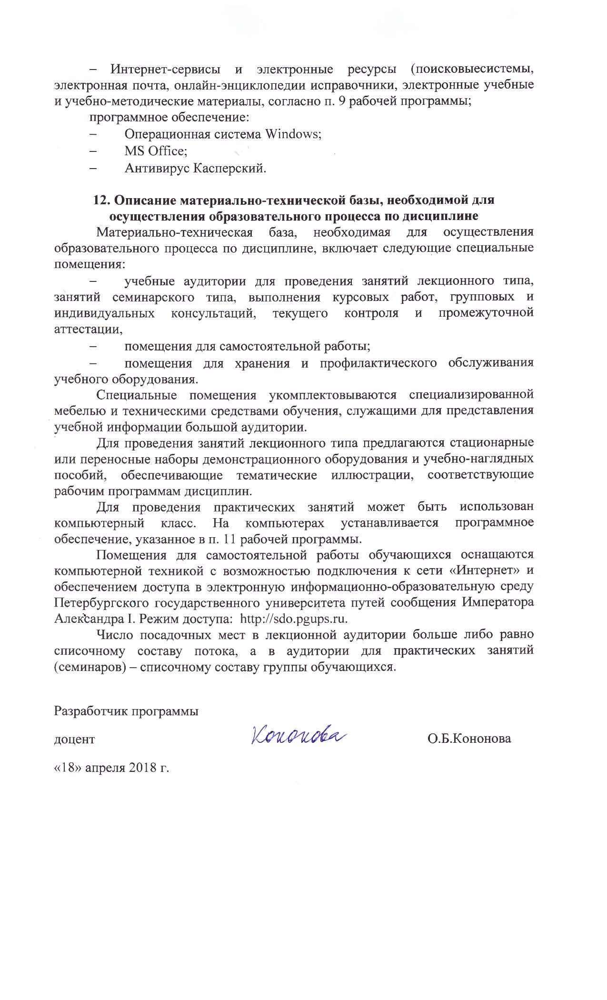 – Интернет-сервисы и электронные ресурсы (поисковыесистемы,
электронная почта, онлайн-энциклопедии исправочники, электронные учебные
и учебно-методические материалы, согласно п. 9 рабочей программы;
программное обеспечение:
– Операционная система Windows;
– MS Office;
– Антивирус Касперский.
12. Описание материально-технической базы, необходимой для
осуществления образовательного процесса по дисциплине
Материально-техническая база, необходимая для осуществления
образовательного процесса по дисциплине, включает следующие специальные
помещения:
– учебные аудитории для проведения занятий лекционного типа,
занятий семинарского типа, выполнения курсовых работ, групповых и
индивидуальных консультаций, текущего контроля и промежуточной
аттестации,
– помещения для самостоятельной работы;
– помещения для хранения и профилактического обслуживания
учебного оборудования.
Специальные помещения укомплектовываются специализированной
мебелью и техническими средствами обучения, служащими для представления
учебной информации большой аудитории.
Для проведения занятий лекционного типа предлагаются стационарные
или переносные наборы демонстрационного оборудования и учебно-наглядных
пособий, обеспечивающие тематические иллюстрации, соответствующие
рабочим программам дисциплин.
Для проведения практических занятий может быть использован
компьютерный класс. На компьютерах устанавливается программное
обеспечение, указанное в п. 11 рабочей программы.
Помещения для самостоятельной работы обучающихся оснащаются
компьютерной техникой с возможностью подключения к сети «Интернет» и
обеспечением доступа в электронную информационно-образовательную среду
Петербургского государственного университета путей сообщения Императора
Александра I. Режим доступа: http://sdo.pgups.ru.
Число посадочных мест в лекционной аудитории больше либо равно
списочному составу потока, а в аудитории для практических занятий
(семинаров) – списочному составу группы обучающихся.
Разработчик программы
доцент Кононова О.Б.Кононова
«18» апреля 2018 г.